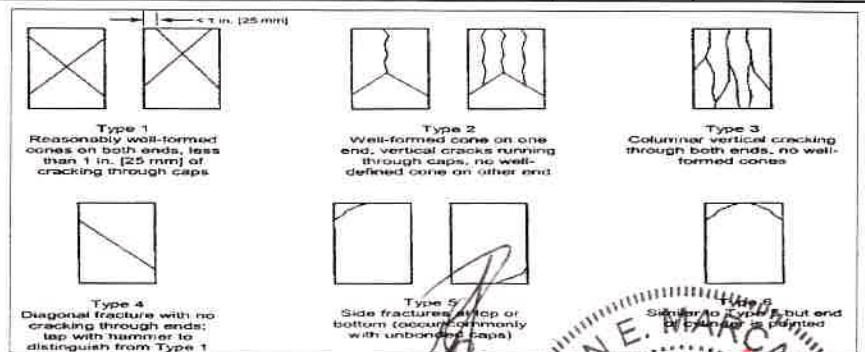 < 1 in. [25 mm]
Type 1
Reasonably well-formed
cones on both ends, less
than 1 in. [25 mm] of
cracking through caps
Type 2
Well-formed cone on one
end, vertical cracks running
through caps, no well-
defined cone on other end
Type 3
Columnar vertical cracking
through both ends, no well-
formed cones
Type 4
Diagonal fracture with no
cracking through ends;
tap with hammer to
distinguish from Type 1
Type 5
Side fractures at top or
bottom (occur commonly
with unbonded caps)
Type 6
Similar to Type 5 but end
of cylinder is pointed
N E. MARCA